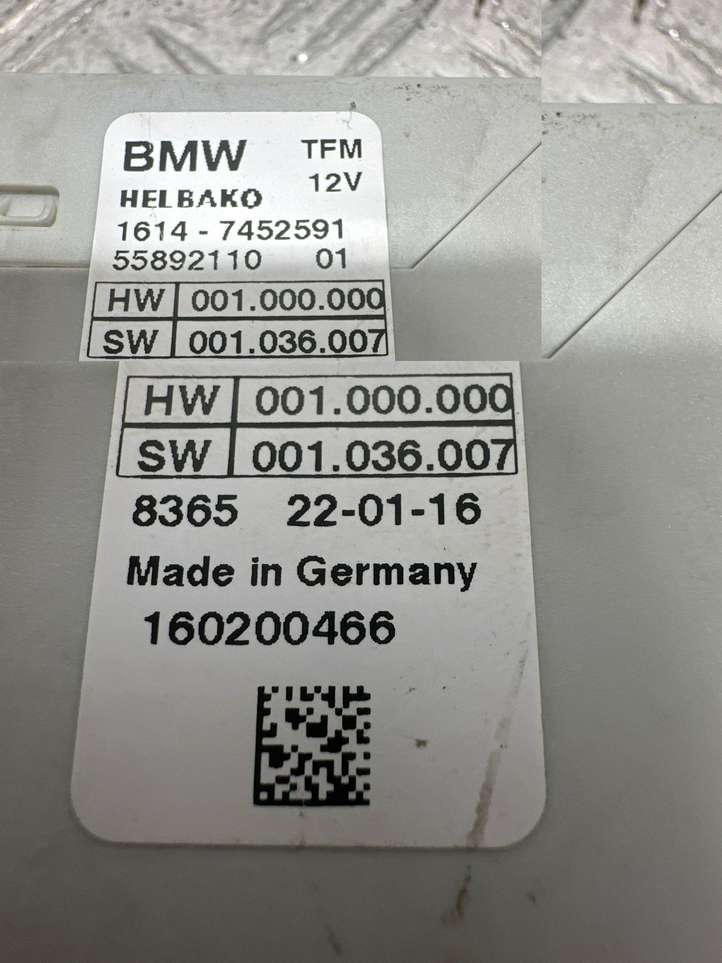 BMW TFM
12V
HELBAKO
1614 - 7452591
55892110 01
HW 001.000.000
SW 001.036.007
HW 001.000.000
SW 001.036.007
8365 22-01-16
Made in Germany
160200466